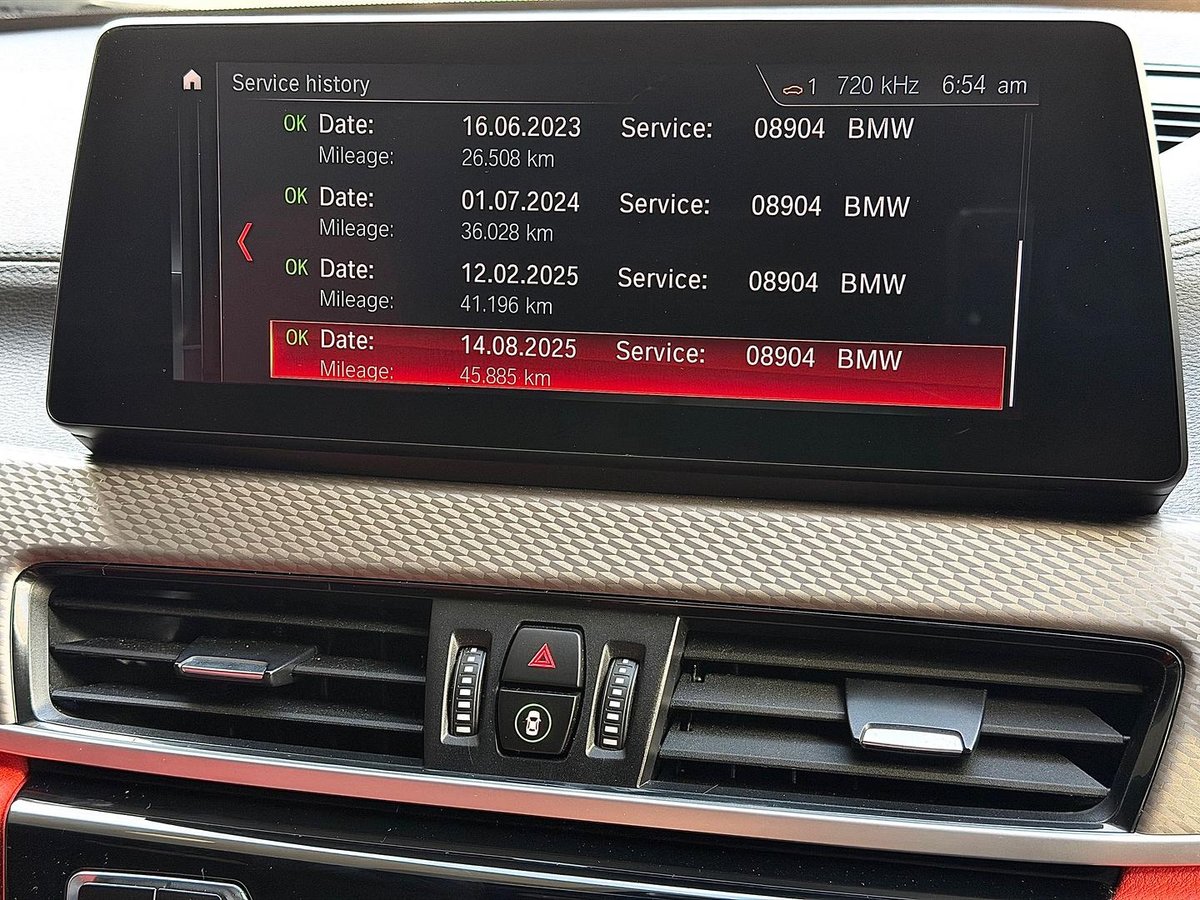 Service history 1 720 kHz 6:54 am
OK Date: 16.06.2023 Service: 08904 BMW
Mileage: 26.508 km
OK Date: 01.07.2024 Service: 08904 BMW
Mileage: 36.028 km
OK Date: 12.02.2025 Service: 08904 BMW
Mileage: 41.196 km
OK Date: 14.08.2025 Service: 08904 BMW
Mileage: 45.885 km